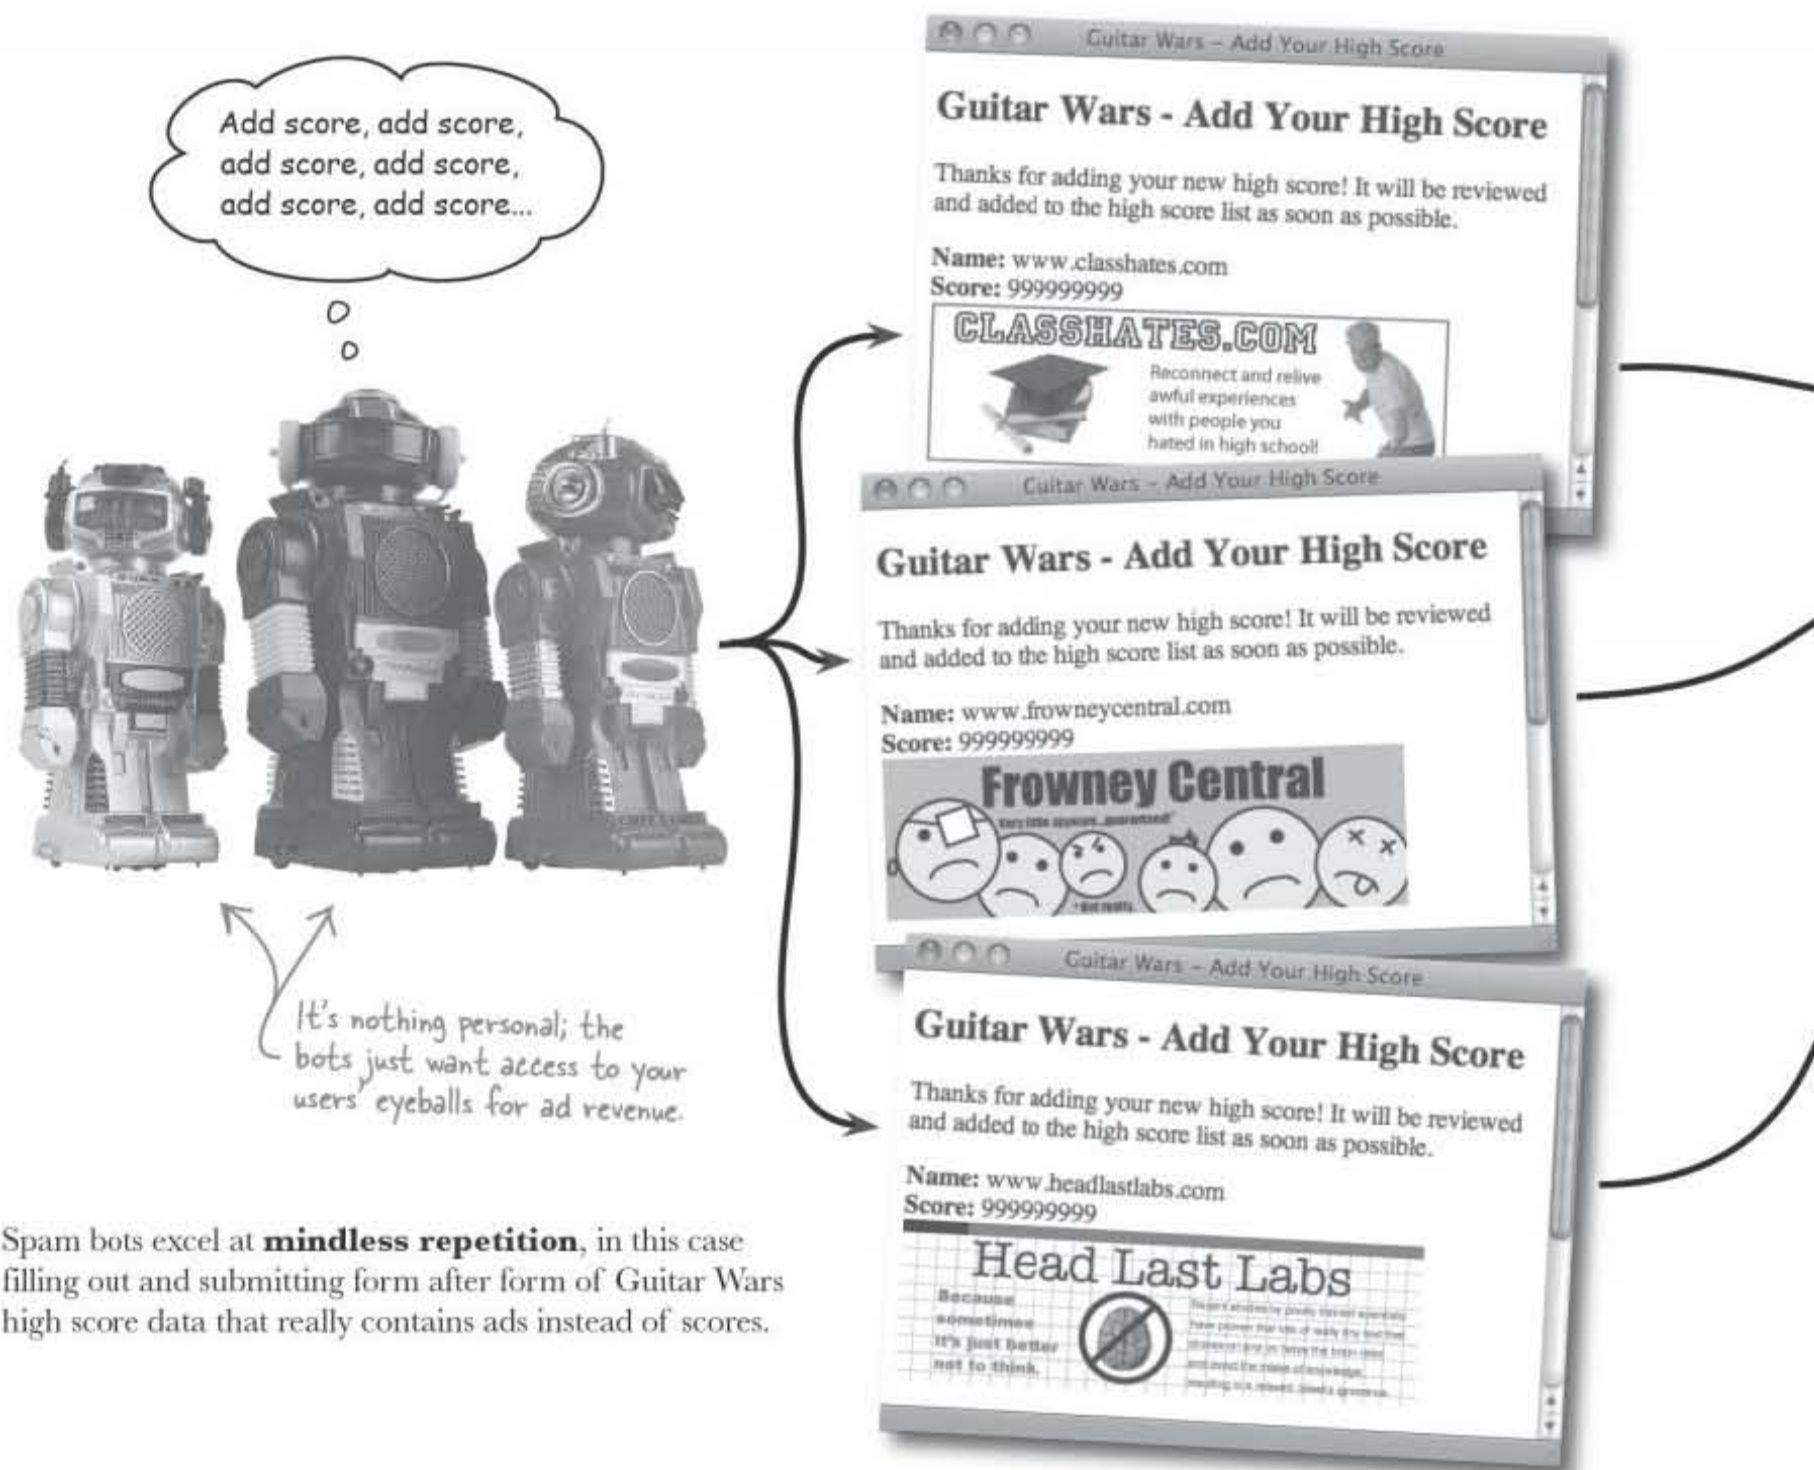 Add score, add score,
add score, add score,
add score, add score...
It's nothing personal; the
bots just want access to your
users' eyeballs for ad revenue.
Spam bots excel at mindless repetition, in this case
filling out and submitting form after form of Guitar Wars
high score data that really contains ads instead of scores.
Guitar Wars - Add Your High Score
Guitar Wars - Add Your High Score
Thanks for adding your new high score! It will be reviewed
and added to the high score list as soon as possible.
Name: www.classhates.com
Score: 999999999
CLASSHATES.COM
Reconnect and relive
awful experiences
with people you
hated in high school!
Guitar Wars - Add Your High Score
Guitar Wars - Add Your High Score
Thanks for adding your new high score! It will be reviewed
and added to the high score list as soon as possible.
Name: www.frowneycentral.com
Score: 999999999
Frowney Central
Very little spyware...guaranteed!*
* Not really.
Guitar Wars - Add Your High Score
Guitar Wars - Add Your High Score
Thanks for adding your new high score! It will be reviewed
and added to the high score list as soon as possible.
Name: www.headlastlabs.com
Score: 999999999
Head Last Labs
Because
sometimes
it's just better
not to think.